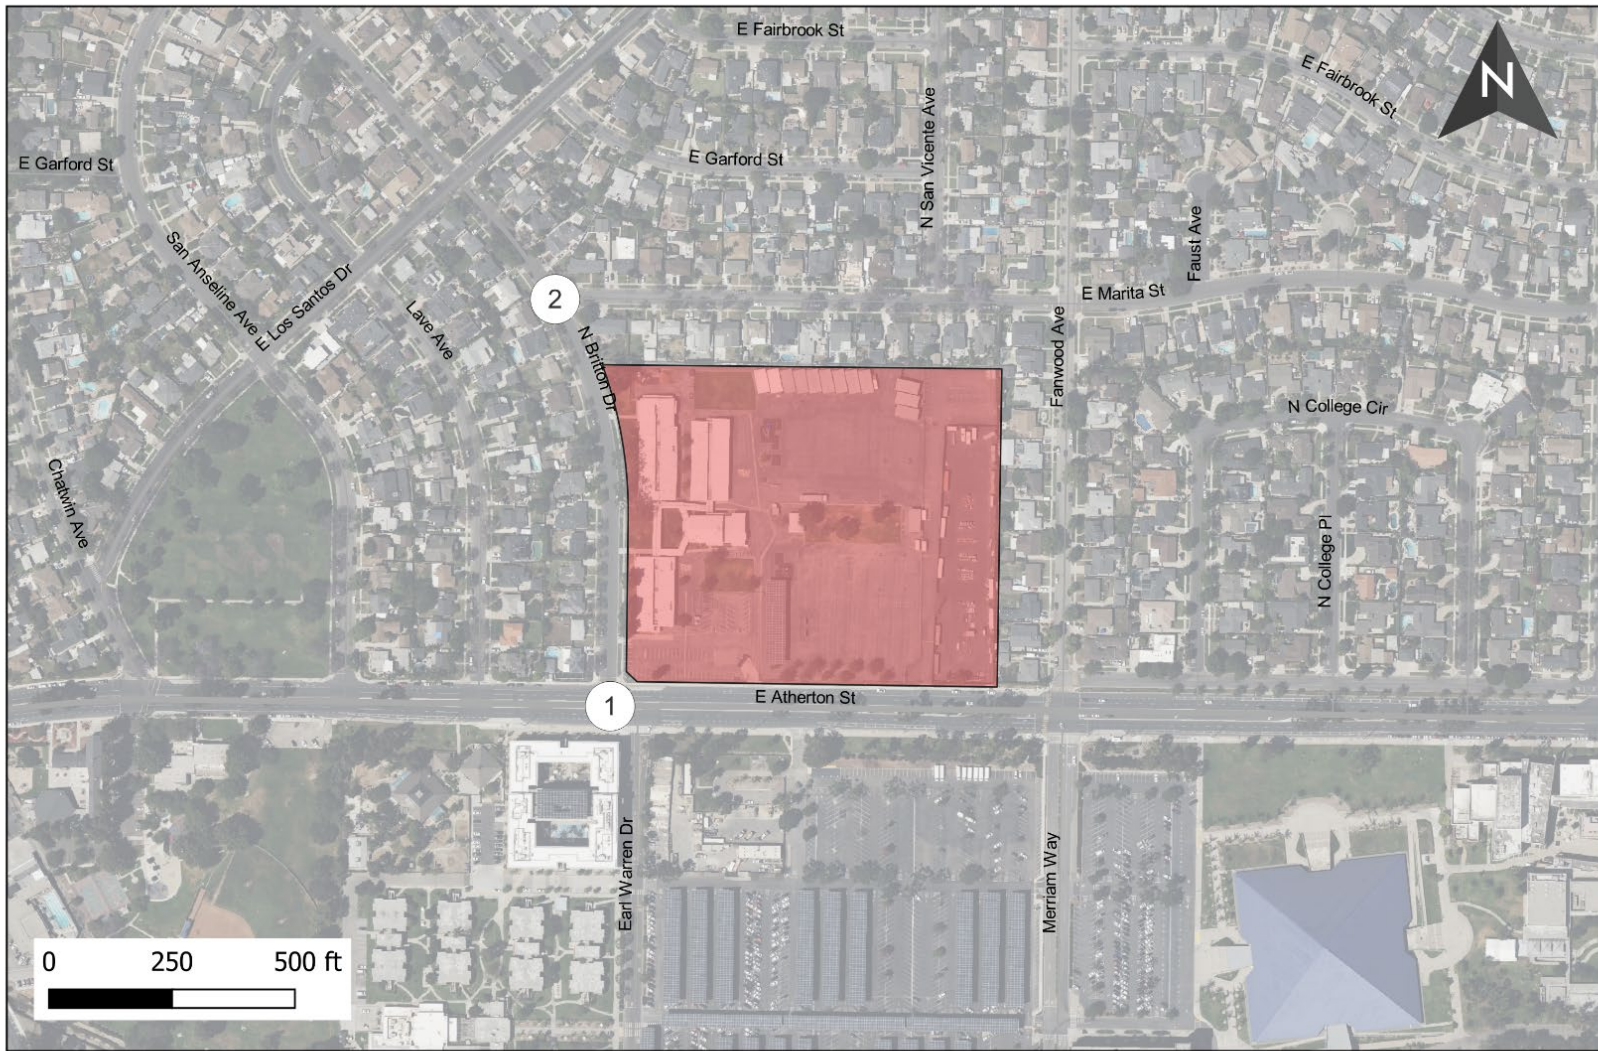 E Fairbrook St
E Fairbrook St
N
N San Vicente Ave
E Garford St
E Garford St
Faust Ave
San Anseline Ave
E Los Santos Dr
E Marita St
2
Lave Ave
N Britton Dr
Fanwood Ave
N College Cir
Chatwin Ave
N College Pl
E Atherton St
1
Earl Warren Dr
Merriam Way
0 250 500 ft